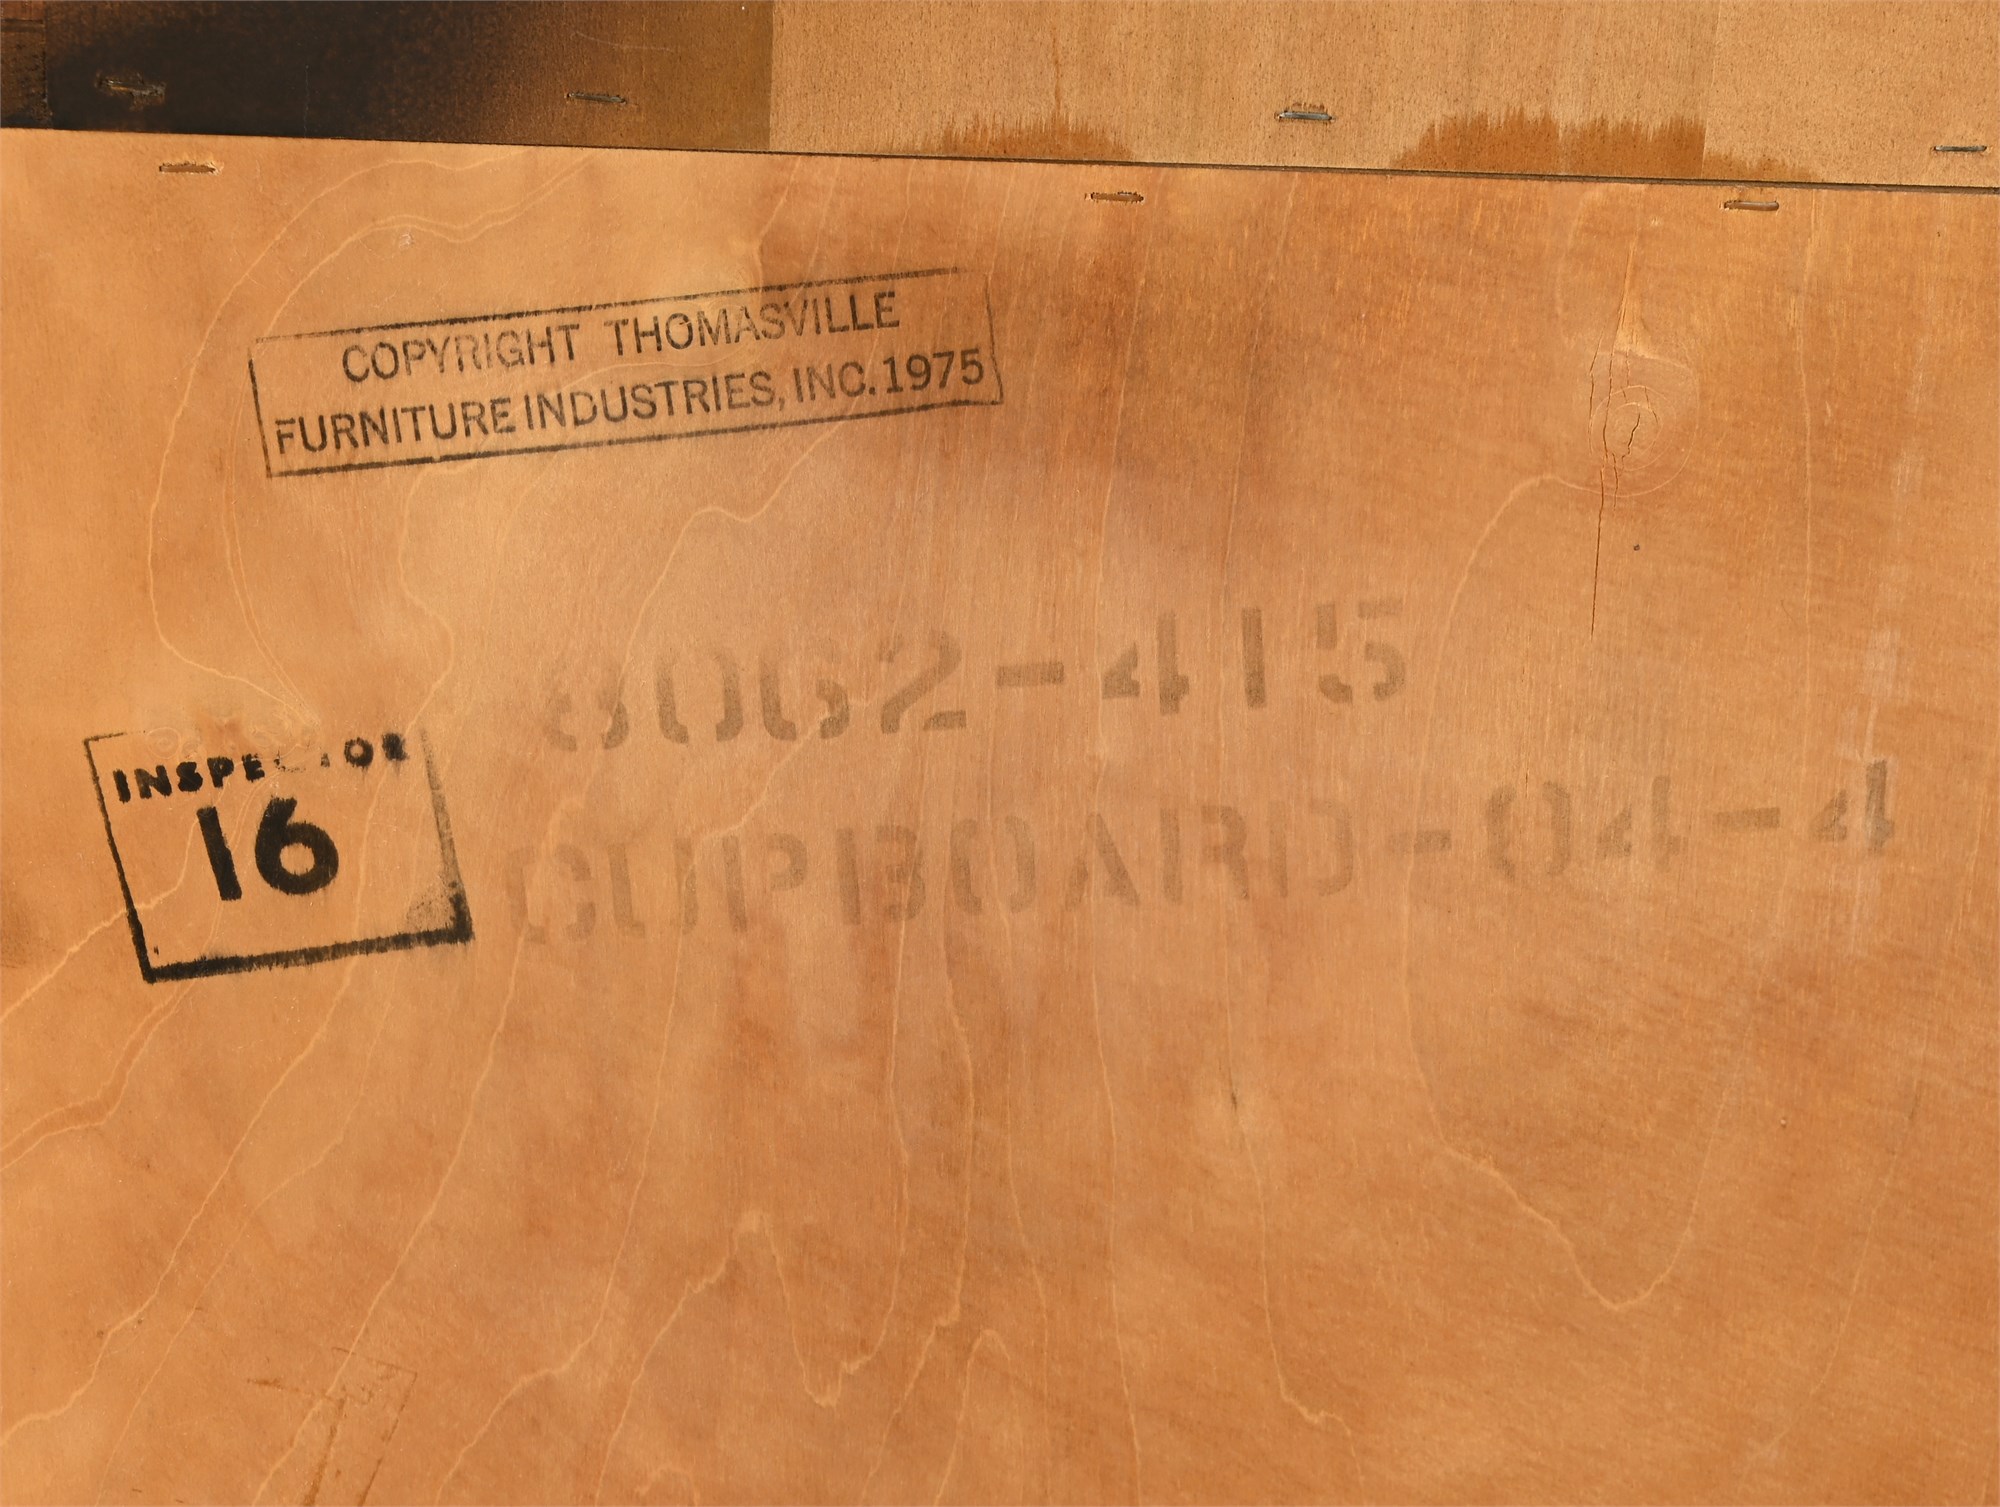 COPYRIGHT THOMASVILLE
FURNITURE INDUSTRIES, INC. 1975
8062-415
INSPECTOR
16
CUPBOARD-04-4